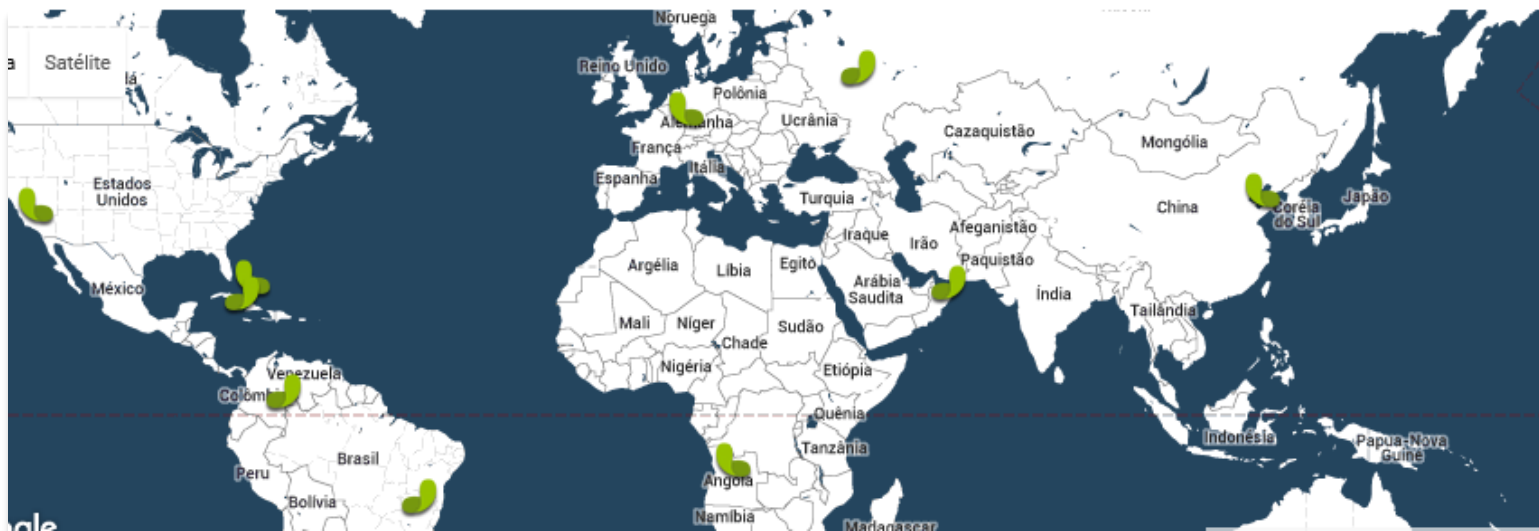 Noruega
a
Satélite
Reino Unido
Polônia
Alemanha
Ucrânia
Cazaquistão
Mongólia
França
Itália
Espanha
Estados
Unidos
Turquia
China
Coréia
do Sul
Japão
Iraque
Irão
Afeganistão
Paquistão
Argélia
Líbia
Egito
Arábia
Saudita
México
Índia
Tailândia
Mali
Níger
Chade
Sudão
Nigéria
Etiópia
Venezuela
Colômbi
Quênia
Tanzânia
Indonésia
Papua-Nova
Guiné
Peru
Brasil
Angola
Bolívia
Namíbia
Madagascar
gle